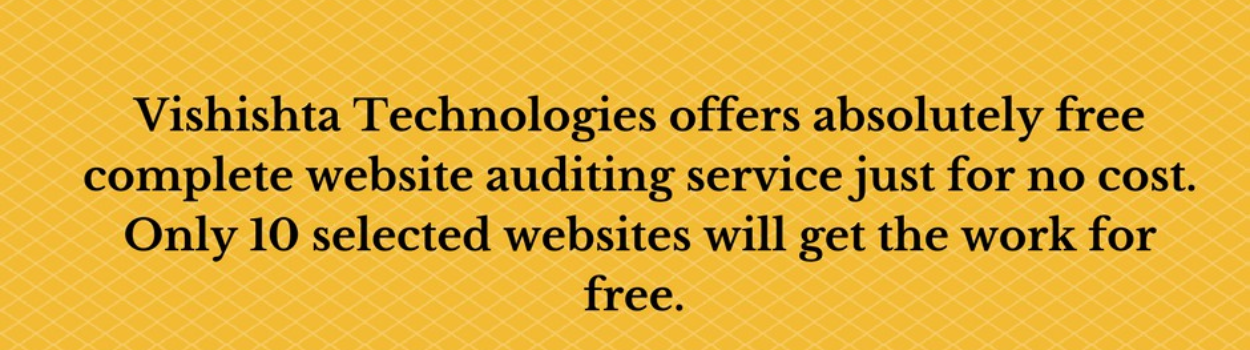 Vishishta Technologies offers absolutely free
complete website auditing service just for no cost.
Only 10 selected websites will get the work for
free.